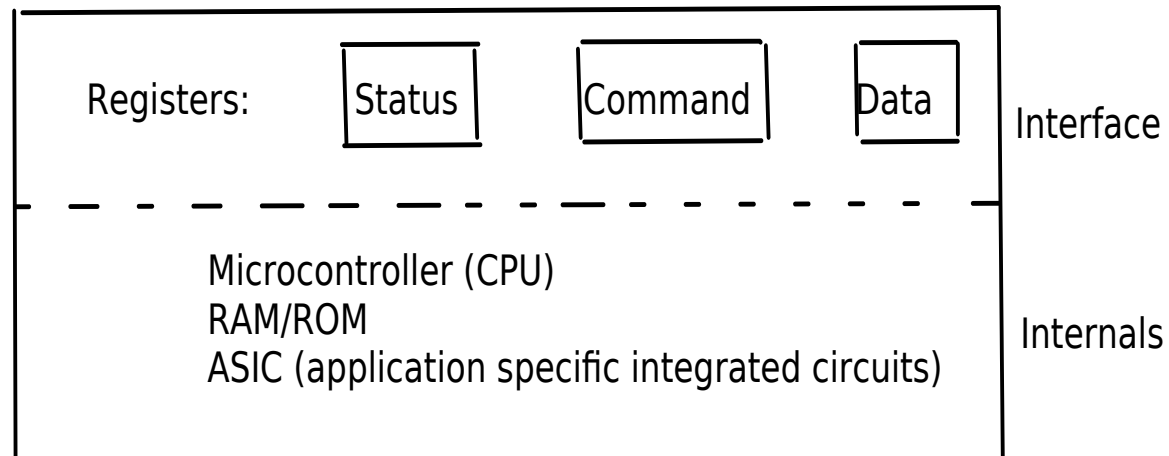 Registers: Status Command Data
Interface
Microcontroller (CPU)
RAM/ROM
ASIC (application specific integrated circuits)
Internals